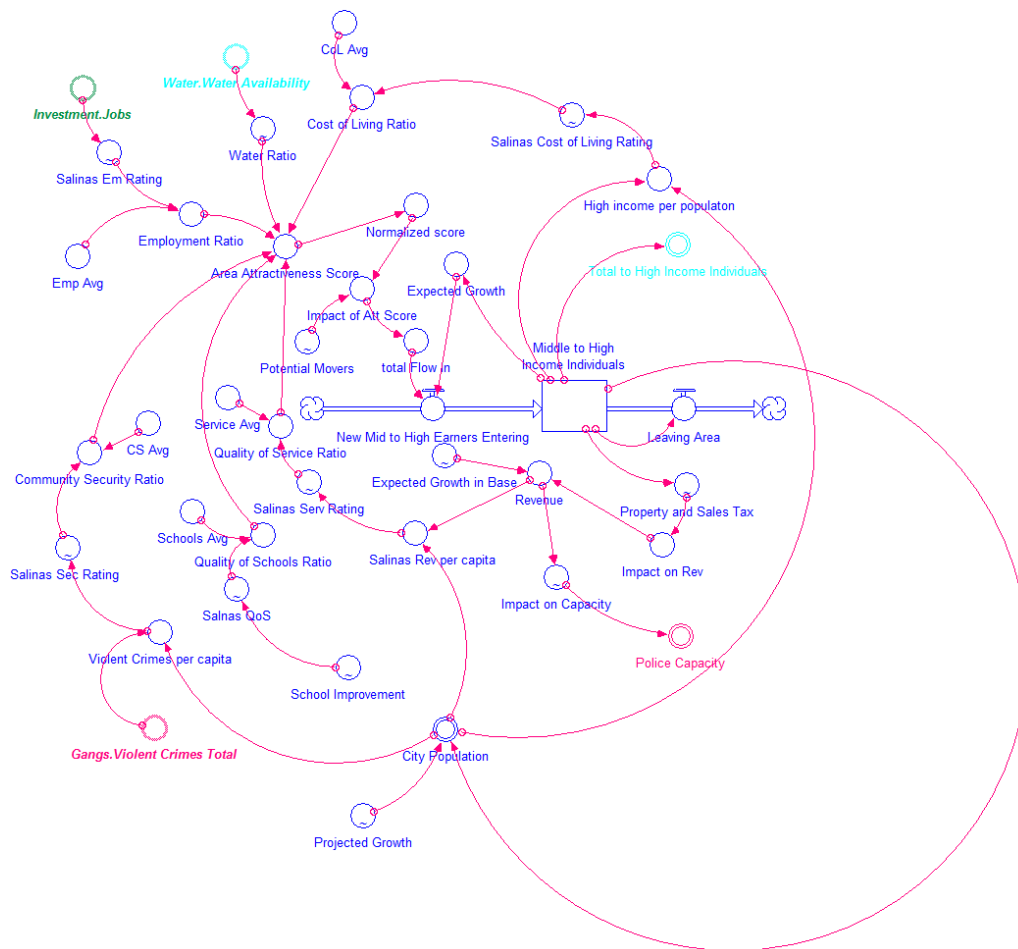 CoL Avg
Water.Water Availability
Investment.Jobs
Cost of Living Ratio
Salinas Cost of Living Rating
Water Ratio
Salinas Em Rating
High income per populaton
Normalized score
Employment Ratio
Total to High Income Individuals
Area Attractiveness Score
Expected Growth
Emp Avg
Impact of Att Score
Middle to High
Income Individuals
Potential Movers
total Flow in
Service Avg
New Mid to High Earners Entering
Leaving Area
CS Avg
Quality of Service Ratio
Community Security Ratio
Expected Growth in Base
Revenue
Property and Sales Tax
Salinas Serv Rating
Schools Avg
Quality of Schools Ratio
Salinas Rev per capita
Impact on Rev
Salinas Sec Rating
Impact on Capacity
Salnas QoS
Violent Crimes per capita
Police Capacity
School Improvement
Gangs.Violent Crimes Total
City Population
Projected Growth